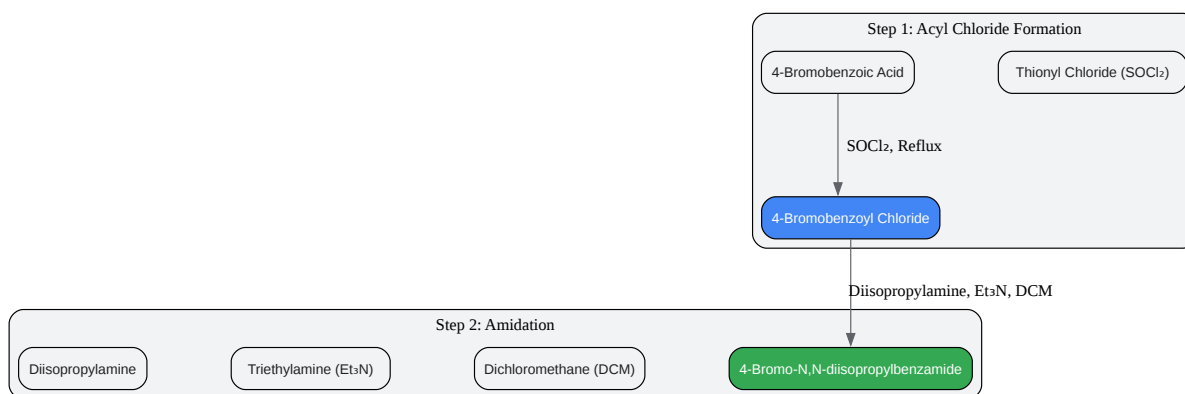 Step 1: Acyl Chloride Formation
4-Bromobenzoic Acid
Thionyl Chloride (SOCl₂)
SOCl₂, Reflux
4-Bromobenzoyl Chloride
Diisopropylamine, Et₃N, DCM
Step 2: Amidation
Diisopropylamine
Triethylamine (Et₃N)
Dichloromethane (DCM)
4-Bromo-N,N-diisopropylbenzamide